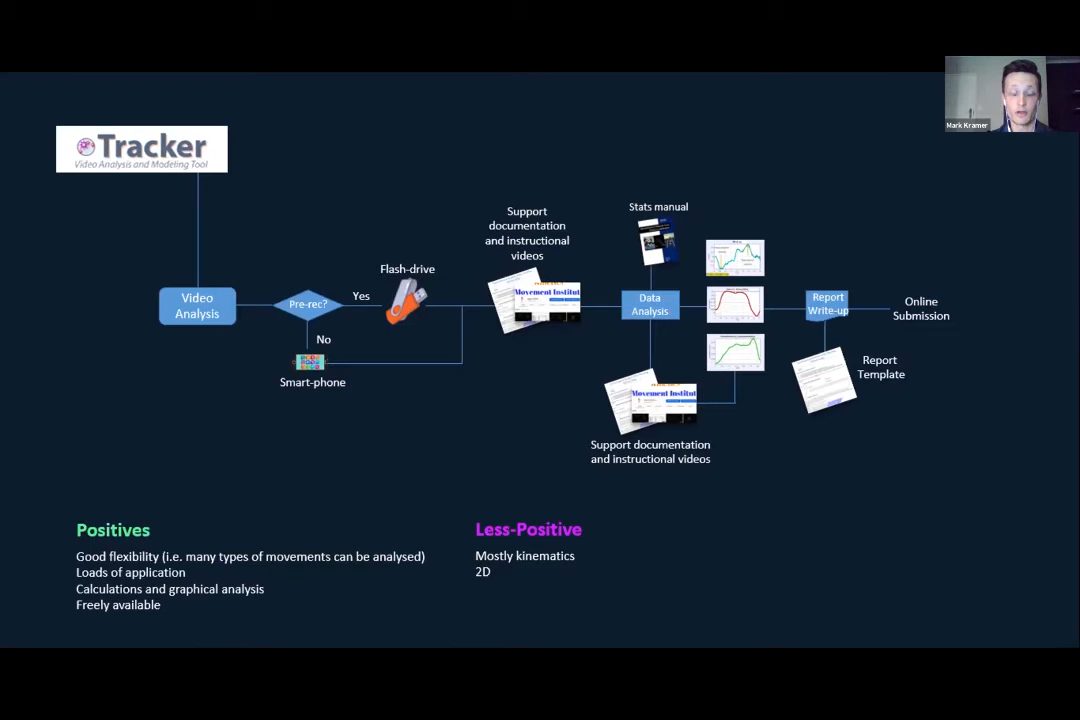 Mark Kramer
Tracker
Video Analysis and Modeling Tool
Video
Analysis
Pre-rec?
Yes
No
Flash-drive
Smart-phone
Support
documentation
and instructional
videos
Movement Institut
Stats manual
Data
Analysis
Movement Institut
Support documentation
and instructional videos
Report
Write-up
Online
Submission
Report
Template
Positives
Good flexibility (i.e. many types of movements can be analysed)
Loads of application
Calculations and graphical analysis
Freely available
Less-Positive
Mostly kinematics
2D